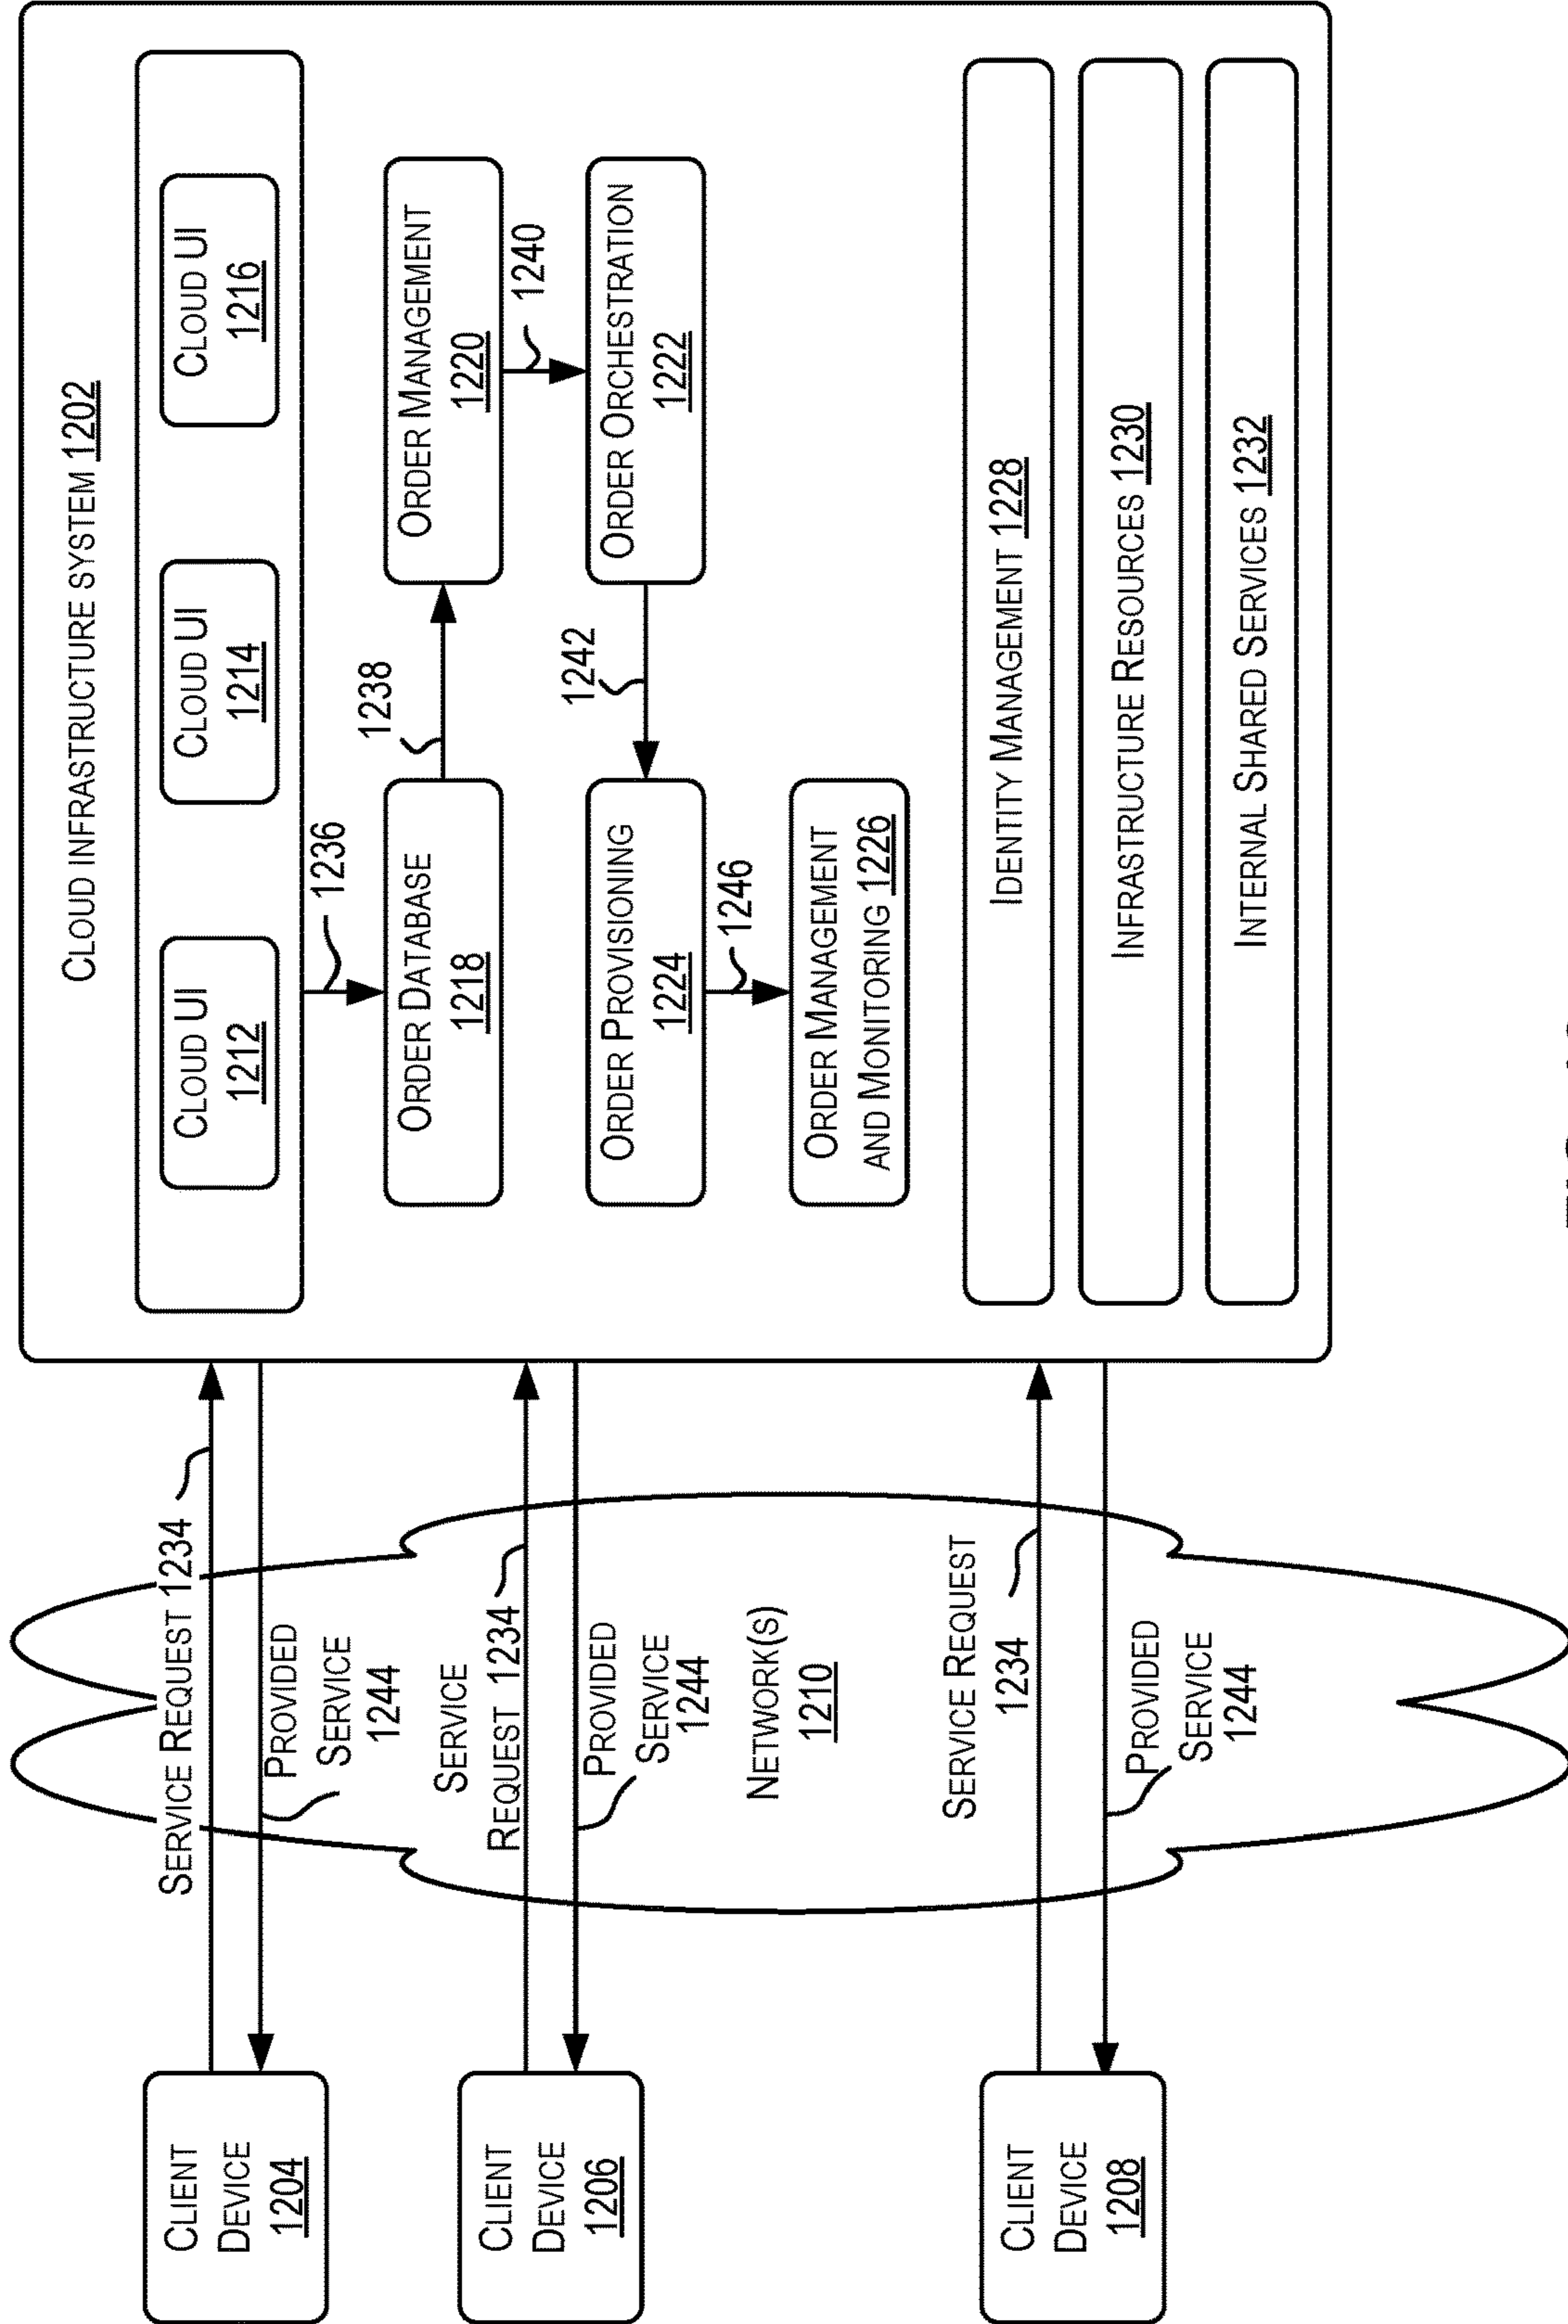 CLOUD INFRASTRUCTURE SYSTEM 1202
CLOUD UI
1212
CLOUD UI
1214
CLOUD UI
1216
1236
ORDER DATABASE
1218
1238
ORDER MANAGEMENT
1220
1240
ORDER PROVISIONING
1224
1242
ORDER ORCHESTRATION
1222
1246
ORDER MANAGEMENT
AND MONITORING 1226
IDENTITY MANAGEMENT 1228
INFRASTRUCTURE RESOURCES 1230
INTERNAL SHARED SERVICES 1232
CLIENT
DEVICE
1204
SERVICE REQUEST 1234
PROVIDED
SERVICE
1244
CLIENT
DEVICE
1206
SERVICE
REQUEST 1234
PROVIDED
SERVICE
1244
NETWORK(S)
1210
CLIENT
DEVICE
1208
SERVICE REQUEST
1234
PROVIDED
SERVICE
1244